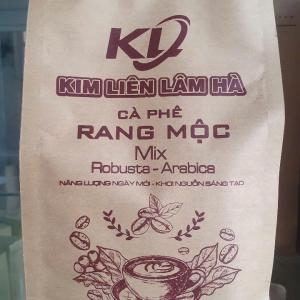 KL
KIM LIÊN LÂM HÀ
CÀ PHÊ
RANG MỘC
Mix
Robusta - Arabica
NĂNG LƯỢNG NGÀY MỚI - KHƠI NGUỒN SÁNG TẠO